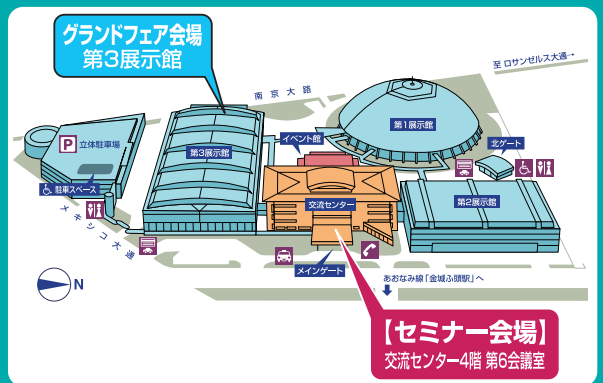 グランドフェア会場
第3展示館
至 ロサンゼルス大通→
南京大路
第1展示館
イベント館
北ゲート
P 立体駐車場
第3展示館
駐車スペース
交流センター
第2展示館
メキシコ大通
メインゲート
あおなみ線「金城ふ頭駅」へ
N
【セミナー会場】
交流センター4階 第6会議室